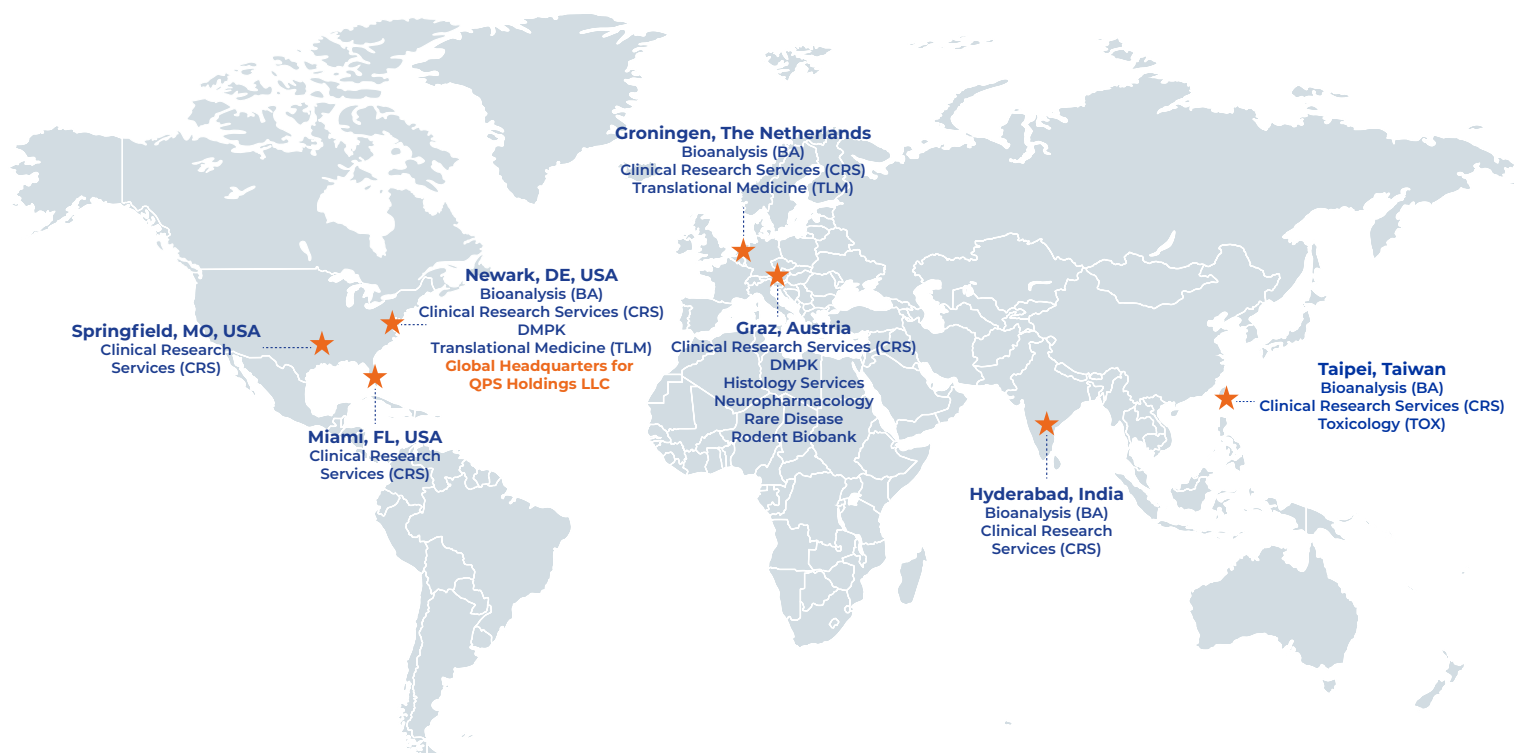 Groningen, The Netherlands
Bioanalysis (BA)
Clinical Research Services (CRS)
Translational Medicine (TLM)
Newark, DE, USA
Bioanalysis (BA)
Clinical Research Services (CRS)
DMPK
Translational Medicine (TLM)
Global Headquarters for
QPS Holdings LLC
Springfield, MO, USA
Clinical Research
Services (CRS)
Miami, FL, USA
Clinical Research
Services (CRS)
Graz, Austria
Clinical Research Services (CRS)
DMPK
Histology Services
Neuropharmacology
Rare Disease
Rodent Biobank
Taipei, Taiwan
Bioanalysis (BA)
Clinical Research Services (CRS)
Toxicology (TOX)
Hyderabad, India
Bioanalysis (BA)
Clinical Research
Services (CRS)